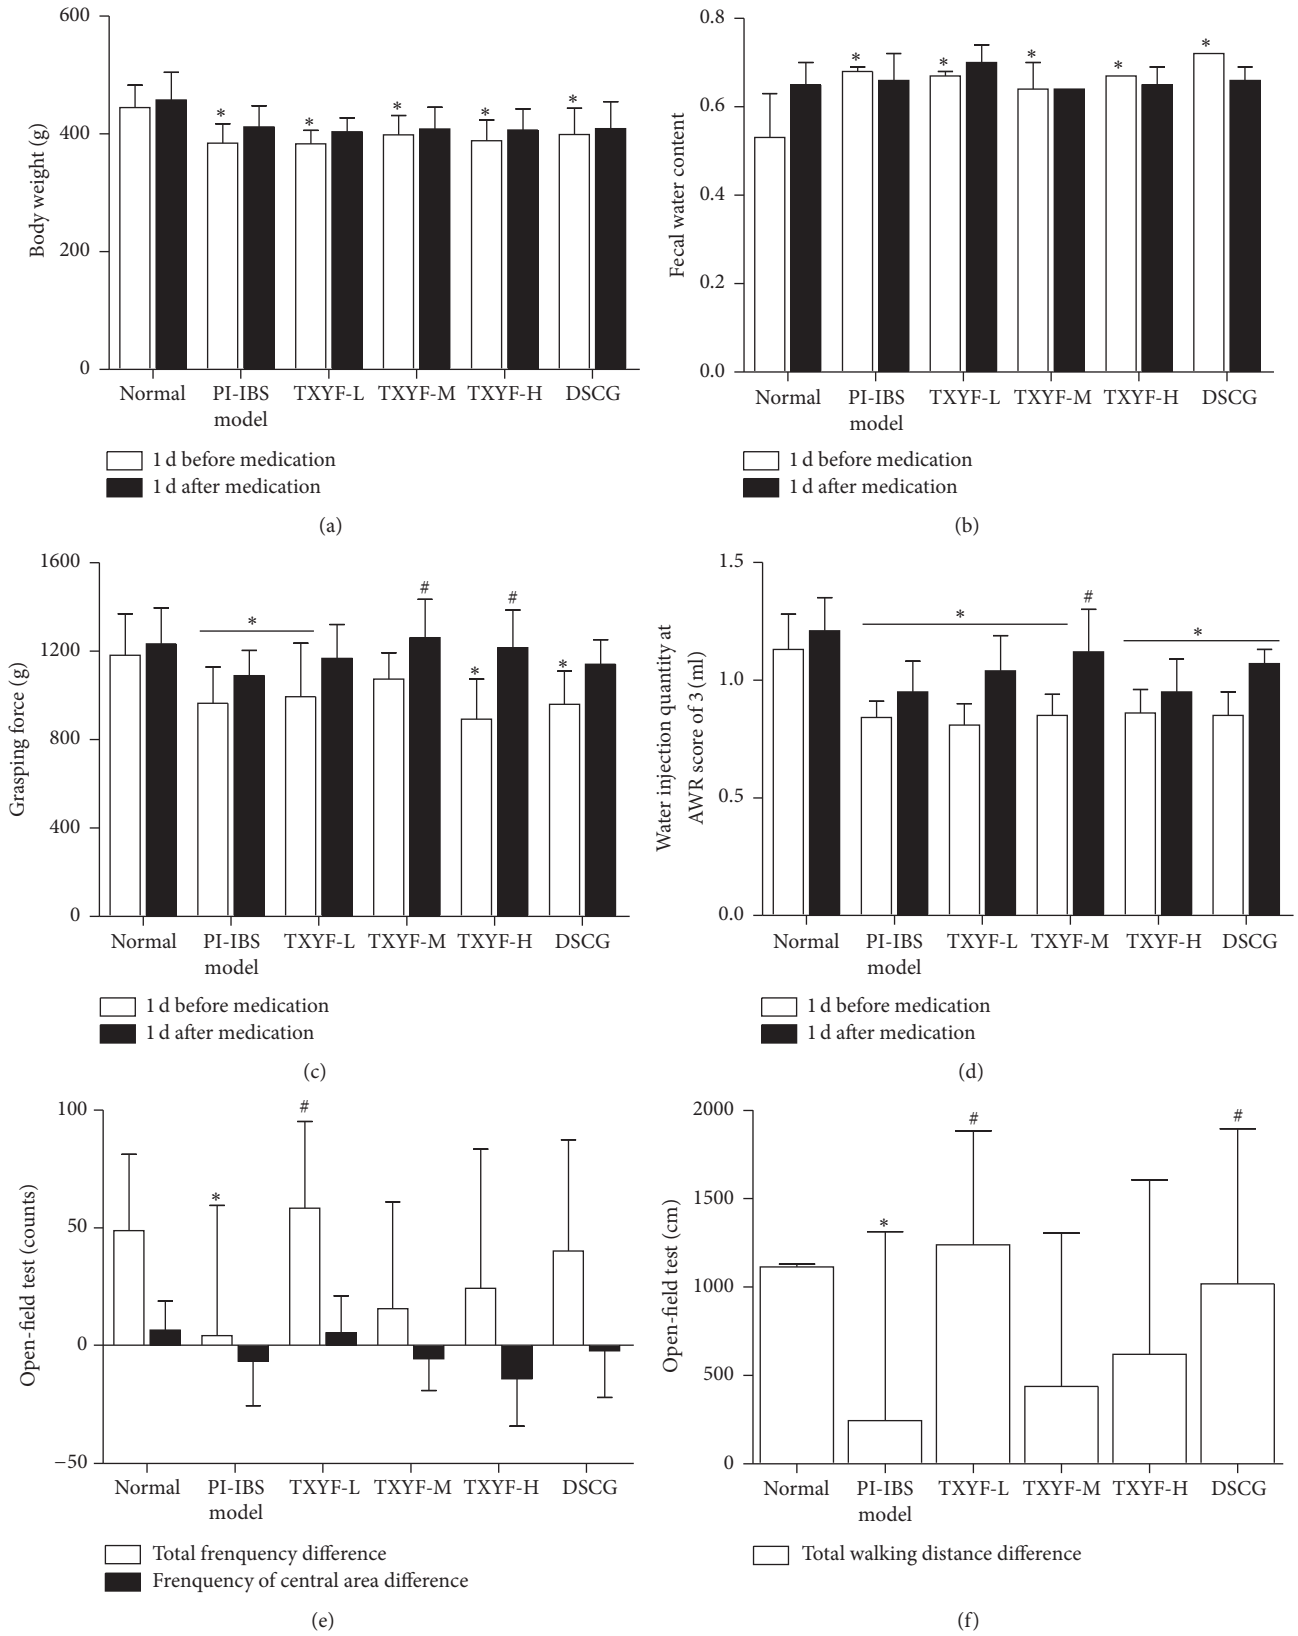 600
400
200
0
Body weight (g)
*
*
*
*
*
Normal
PI-IBS
model
TXYF-L
TXYF-M
TXYF-H
DSCG
1 d before medication
1 d after medication
(a)
0.8
0.6
0.4
0.2
0.0
Fecal water content
*
*
*
*
*
Normal
PI-IBS
model
TXYF-L
TXYF-M
TXYF-H
DSCG
1 d before medication
1 d after medication
(b)
1600
1200
800
400
0
Grasping force (g)
*
#
*
#
*
Normal
PI-IBS
model
TXYF-L
TXYF-M
TXYF-H
DSCG
1 d before medication
1 d after medication
(c)
1.5
1.0
0.5
0.0
Water injection quantity at
AWR score of 3 (ml)
*
#
*
Normal
PI-IBS
model
TXYF-L
TXYF-M
TXYF-H
DSCG
1 d before medication
1 d after medication
(d)
100
50
0
−50
Open-field test (counts)
*
#
Normal
PI-IBS
model
TXYF-L
TXYF-M
TXYF-H
DSCG
Total frenquency difference
Frenquency of central area difference
(e)
2000
1500
1000
500
0
Open-field test (cm)
*
#
#
Normal
PI-IBS
model
TXYF-L
TXYF-M
TXYF-H
DSCG
Total walking distance difference
(f)